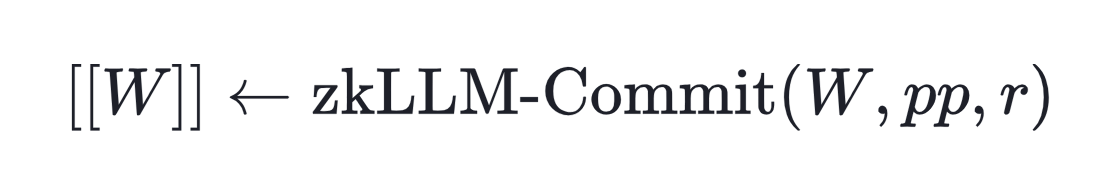 [[W]] ← zkLLM-Commit(W, pp, r)